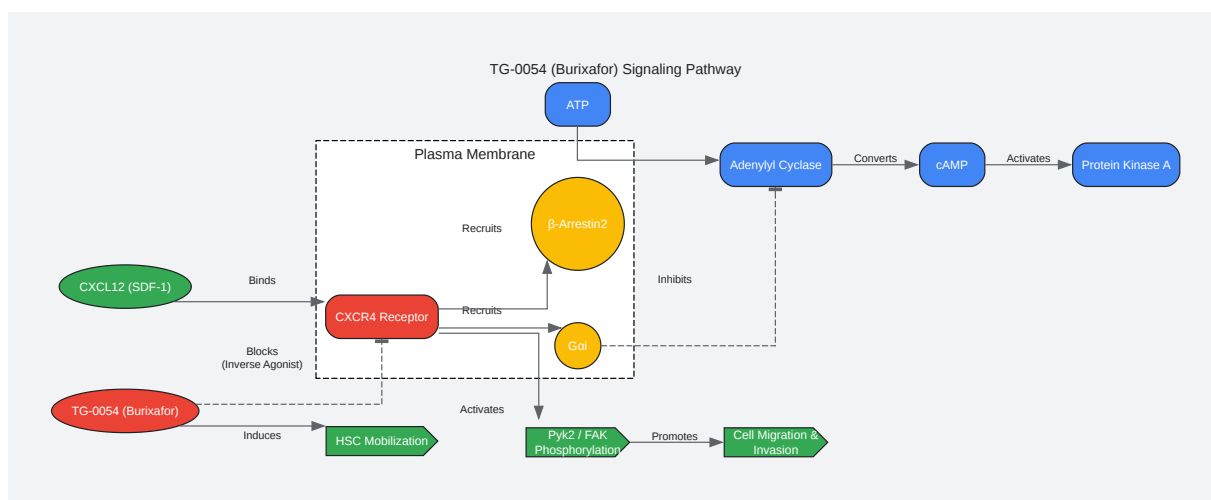 TG-0054 (Burixafor) Signaling Pathway
ATP
Plasma Membrane
Adenylyl Cyclase
Converts
cAMP
Activates
Protein Kinase A
β-Arrestin2
Recruits
CXCL12 (SDF-1)
Binds
Inhibits
CXCR4 Receptor
Recruits
Gαi
Blocks
(Inverse Agonist)
TG-0054 (Burixafor)
Activates
Induces
HSC Mobilization
Pyk2 / FAK
Phosphorylation
Promotes
Cell Migration &
Invasion